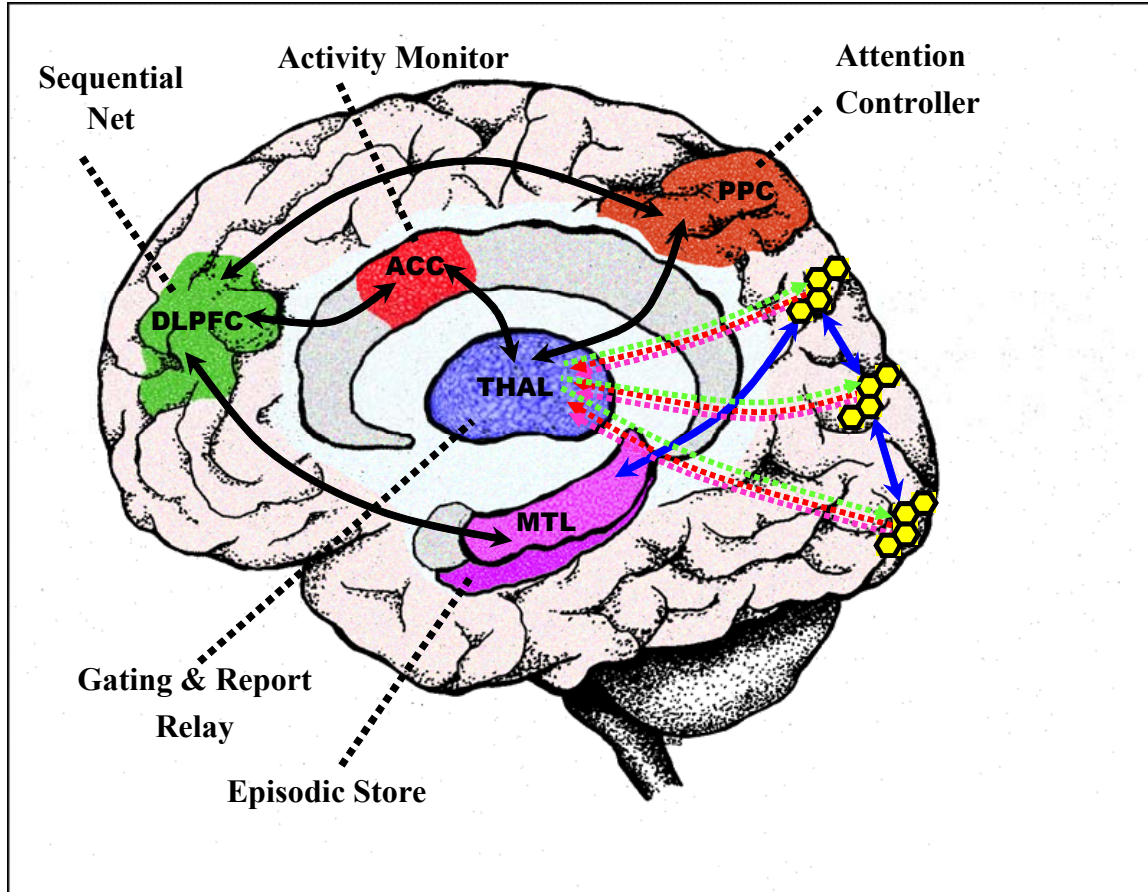 Activity Monitor
Attention
Controller
Sequential
Net
PPC
ACC
DLPFC
THAL
MTL
Gating & Report
Relay
Episodic Store